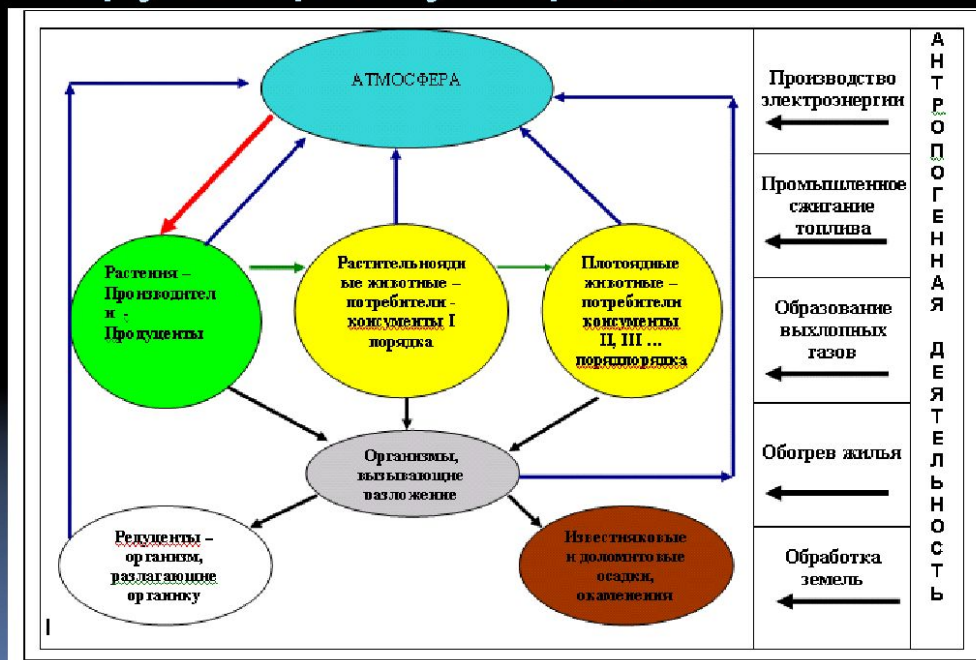 АТМОСФЕРА
Растения –
Производител
и -
Продуценты
Растительнояди
ые животные –
потребители -
консументы I
порядка
Плотоядные
животные –
потребители
консументы
II, III ...
порядпорядка
Организмы,
вызывающие
разложение
Редуценты –
организм,
разлагающие
органику
Известняковые
и доломитовые
осадки,
окаменения
Производство
электроэнергии
Промышленное
сжигание
топлива
Образование
выхлопных
газов
Обогрев жилья
Обработка
земель
АНТРОПОГЕННАЯ ДЕЯТЕЛЬНОСТЬ